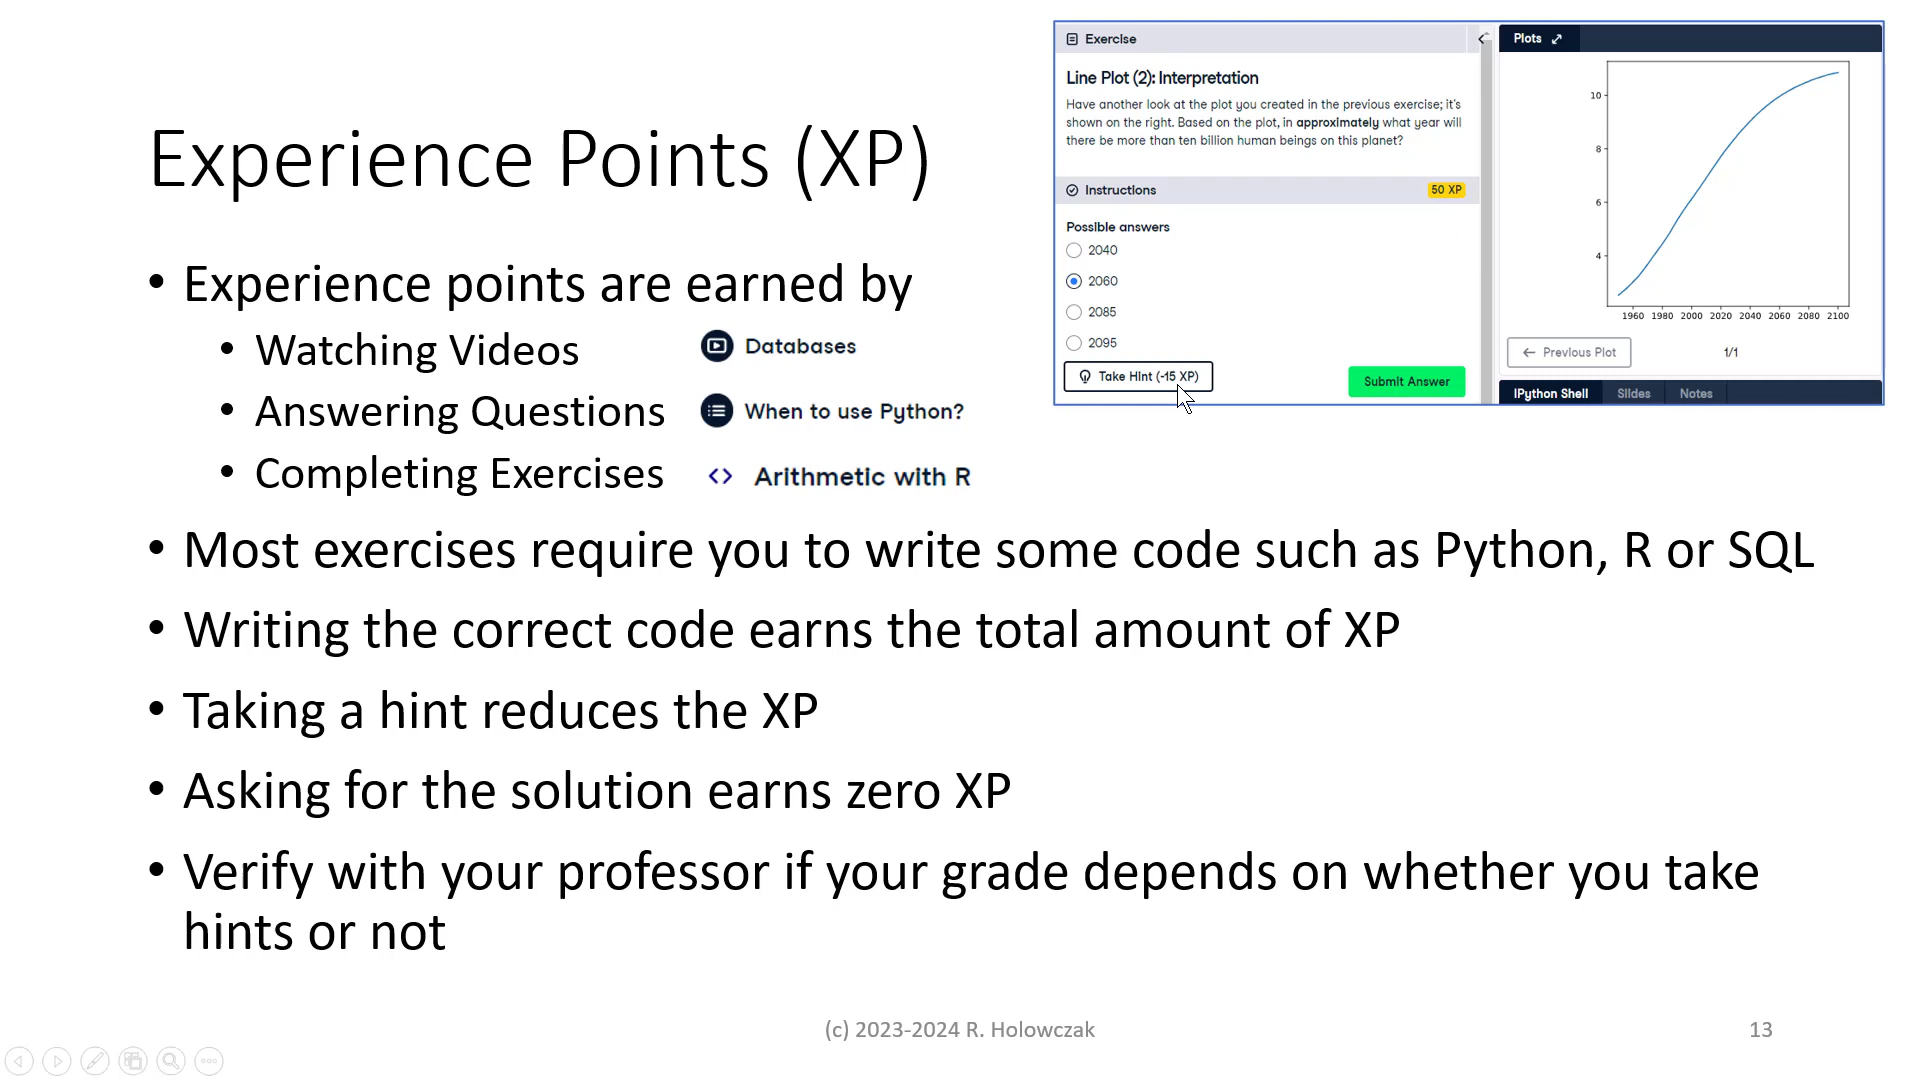 Experience Points (XP)
• Experience points are earned by
• Watching Videos
Databases
• Answering Questions
When to use Python?
• Completing Exercises
<> Arithmetic with R
• Most exercises require you to write some code such as Python, R or SQL
• Writing the correct code earns the total amount of XP
• Taking a hint reduces the XP
• Asking for the solution earns zero XP
• Verify with your professor if your grade depends on whether you take
hints or not
Exercise
Line Plot (2): Interpretation
Have another look at the plot you created in the previous exercise; it's
shown on the right. Based on the plot, in approximately what year will
there be more than ten billion human beings on this planet?
Instructions
50 XP
Possible answers
2040
2060
2085
2095
Take Hint (-15 XP)
Submit Answer
Plots
10
8
6
4
1960 1980 2000 2020 2040 2060 2080 2100
← Previous Plot
1/1
IPython Shell Slides Notes
(c) 2023-2024 R. Holowczak
13